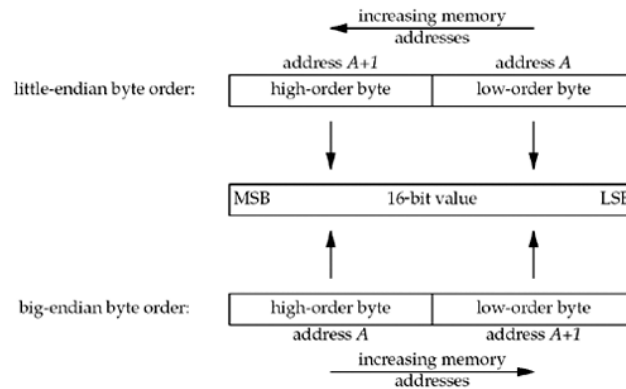 increasing memory
addresses
address A+1 address A
little-endian byte order: high-order byte low-order byte
MSB 16-bit value LSB
big-endian byte order: high-order byte low-order byte
address A address A+1
increasing memory
addresses